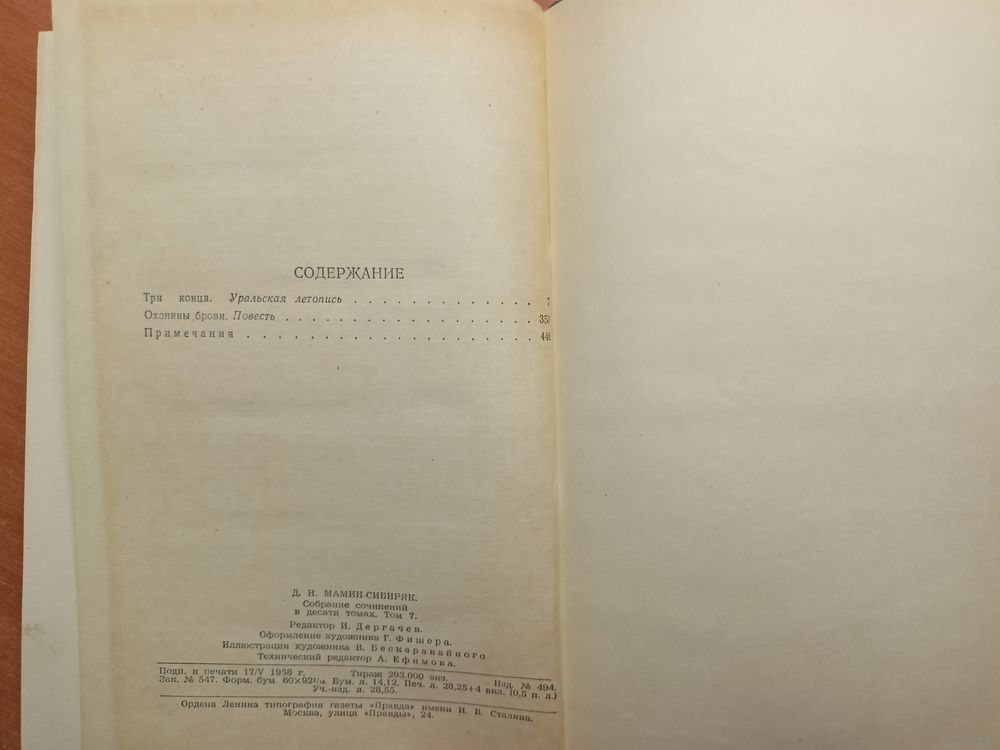 СОДЕРЖАНИЕ
Три конца. Уральская летопись . . . . . . . . . . . . . 7
Охонины брови. Повесть . . . . . . . . . . . . . . . . . . 353
Примечания . . . . . . . . . . . . . . . . . . . . . 446
Д. Н. МАМИН-СИБИРЯК.
Собрание сочинений
в десяти томах. Том 7.
Редактор И. Дергачев.
Оформление художника Г. Фишера.
Иллюстрации художника В. Бескаравайного
Технический редактор А. Ефимова.
Подп. к печати 17/V 1958 г. Тираж 293.000 экз. Изд. № 494.
Зак. № 547. Форм. бум. 60×92¹/₁₆. Бум. л. 14,12. Печ. л. 28,25+4 вкл. (0,5 п. л.)
Уч.-изд. л. 28,55.
Ордена Ленина типография газеты «Правда» имени И. В. Сталина.
Москва, улица «Правды», 24.